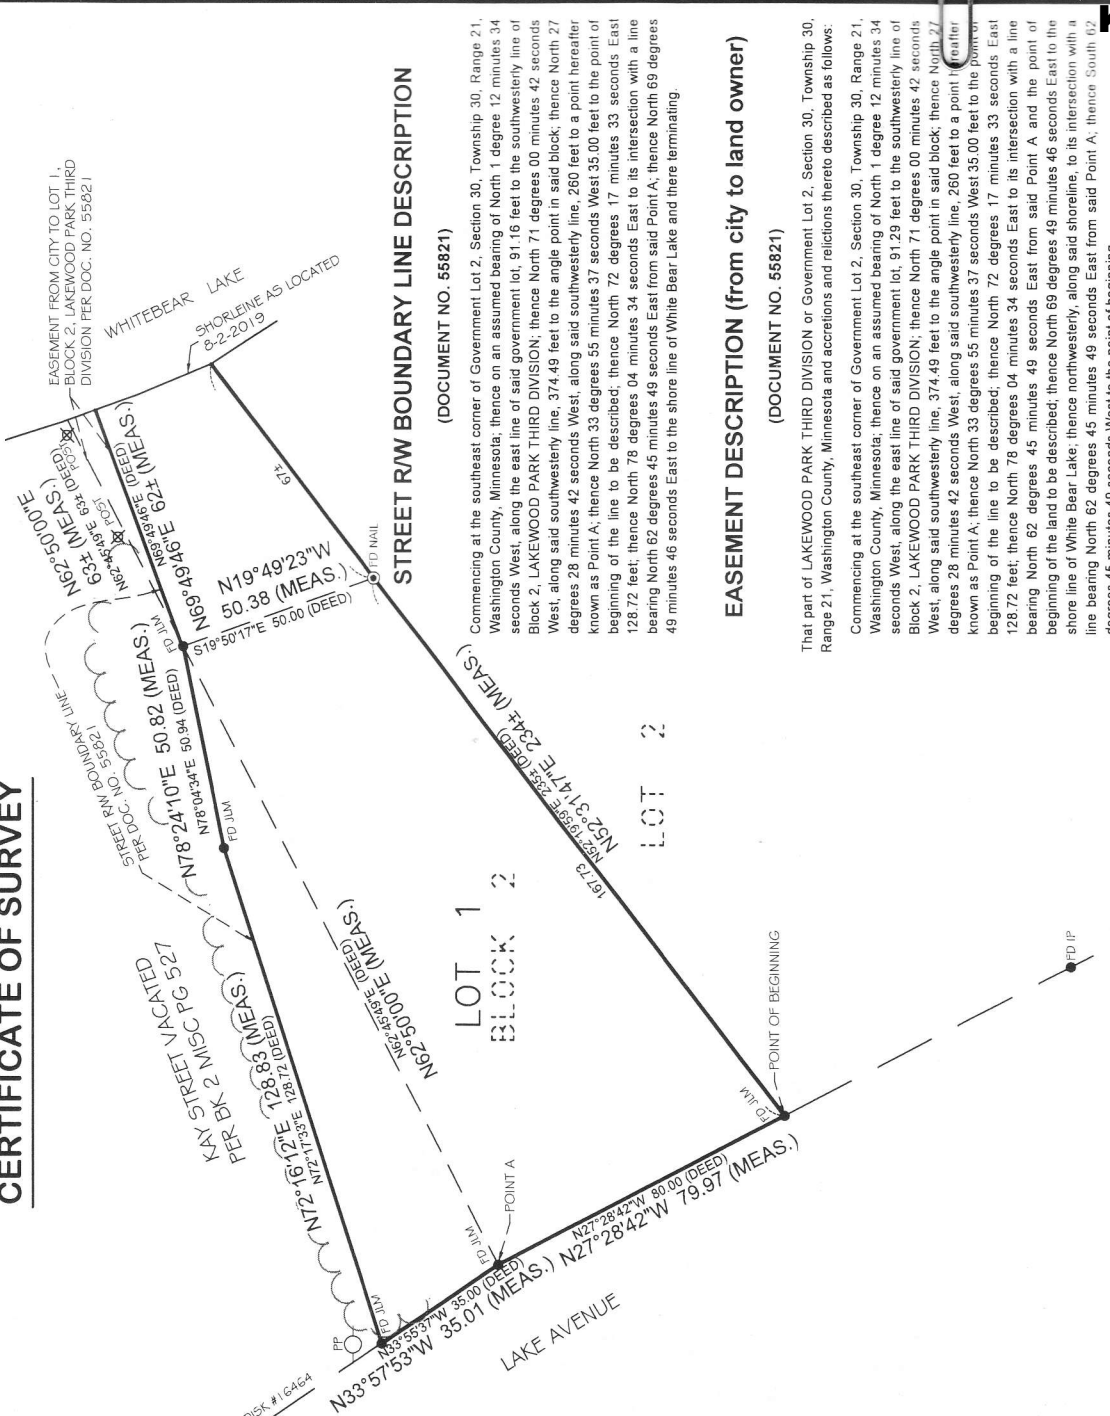 CERTIFICATE OF SURVEY
EASEMENT FROM CITY TO LOT 1,
BLOCK 2, LAKEWOOD PARK THIRD
DIVISION PER DOC. NO. 55821
WHITEBEAR LAKE
SHORLEINE AS LOCATED
8-2-2019
N62°50'00"E
63± (MEAS.)
N62°45'49"E 63± (DEED)
POST
POST
N69°49'46"E (DEED)
N69°49'46"E 62± (MEAS.)
67±
FD NAIL
N19°49'23"W
50.38 (MEAS.)
S19°50'17"E 50.00 (DEED)
FD JLM
STREET RW BOUNDARY LINE
PER DOC. NO. 55821
N78°24'10"E 50.82 (MEAS.)
N78°04'34"E 50.94 (DEED)
FD JLM
KAY STREET VACATED
PER BK 2 MISC PG 527
N72°16'12"E 128.83 (MEAS.)
N72°17'33"E 128.72 (DEED)
N62°45'49"E (DEED)
N62°50'00"E (MEAS.)
LOT 1
BLOCK 2
LOT 2
N52°19'59"E 235± (DEED)
N52°31'47"E 234± (MEAS.)
167.73
POINT OF BEGINNING
FD JLM
FD IP
POINT A
FD JLM
N27°28'42"W 80.00 (DEED)
N27°28'42"W 79.97 (MEAS.)
PP
FD JLM
N33°55'37"W 35.00 (DEED)
N33°57'53"W 35.01 (MEAS.)
LAKE AVENUE
DISK #16464
STREET R/W BOUNDARY LINE DESCRIPTION
(DOCUMENT NO. 55821)
Commencing at the southeast corner of Government Lot 2, Section 30, Township 30, Range 21,
Washington County, Minnesota; thence on an assumed bearing of North 1 degree 12 minutes 34
seconds West, along the east line of said government lot, 91.16 feet to the southwesterly line of
Block 2, LAKEWOOD PARK THIRD DIVISION; thence North 71 degrees 00 minutes 42 seconds
West, along said southwesterly line, 374.49 feet to the angle point in said block; thence North 27
degrees 28 minutes 42 seconds West, along said southwesterly line, 260 feet to a point hereafter
known as Point A; thence North 33 degrees 55 minutes 37 seconds West 35.00 feet to the point of
beginning of the line to be described; thence North 72 degrees 17 minutes 33 seconds East
128.72 feet; thence North 78 degrees 04 minutes 34 seconds East to its intersection with a line
bearing North 62 degrees 45 minutes 49 seconds East from said Point A; thence North 69 degrees
49 minutes 46 seconds East to the shore line of White Bear Lake and there terminating.
EASEMENT DESCRIPTION (from city to land owner)
(DOCUMENT NO. 55821)
That part of LAKEWOOD PARK THIRD DIVISION or Government Lot 2, Section 30, Township 30,
Range 21, Washington County, Minnesota and accretions and relictions thereto described as follows:
Commencing at the southeast corner of Government Lot 2, Section 30, Township 30, Range 21,
Washington County, Minnesota; thence on an assumed bearing of North 1 degree 12 minutes 34
seconds West, along the east line of said government lot, 91.29 feet to the southwesterly line of
Block 2, LAKEWOOD PARK THIRD DIVISION; thence North 71 degrees 00 minutes 42 seconds
West, along said southwesterly line, 374.49 feet to the angle point in said block; thence North 27
degrees 28 minutes 42 seconds West, along said southwesterly line, 260 feet to a point hereafter
known as Point A; thence North 33 degrees 55 minutes 37 seconds West 35.00 feet to the point of
beginning of the line to be described; thence North 72 degrees 17 minutes 33 seconds East
128.72 feet; thence North 78 degrees 04 minutes 34 seconds East to its intersection with a line
bearing North 62 degrees 45 minutes 49 seconds East from said Point A and the point of
beginning of the land to be described; thence North 69 degrees 49 minutes 46 seconds East to the
shore line of White Bear Lake; thence northwesterly, along said shoreline, to its intersection with a
line bearing North 62 degrees 45 minutes 49 seconds East from said Point A; thence South 62
degrees 45 minutes 49 seconds West to the point of beginning.